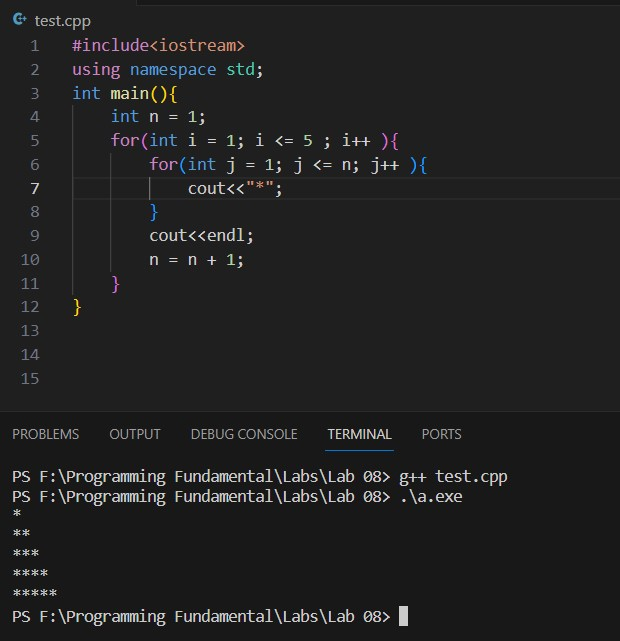 test.cpp
1 #include<iostream>
2 using namespace std;
3 int main(){
4     int n = 1;
5     for(int i = 1; i <= 5 ; i++ ){
6         for(int j = 1; j <= n; j++ ){
7             cout<<"*";
8         }
9         cout<<endl;
10         n = n + 1;
11     }
12 }
13
14
15
PROBLEMS OUTPUT DEBUG CONSOLE TERMINAL PORTS
PS F:\Programming Fundamental\Labs\Lab 08> g++ test.cpp
PS F:\Programming Fundamental\Labs\Lab 08> .\a.exe
*
**
***
****
*****
PS F:\Programming Fundamental\Labs\Lab 08>